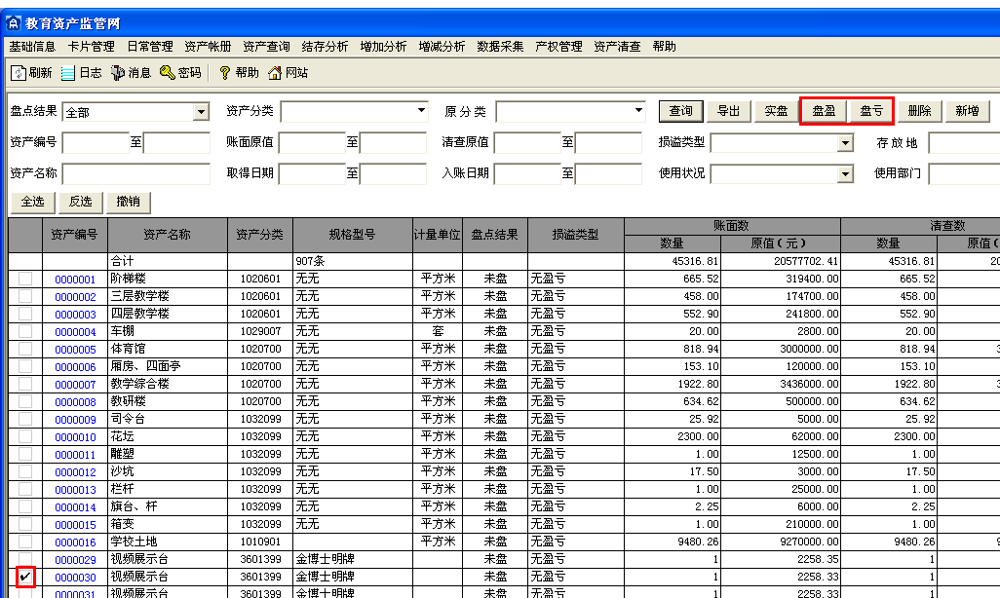 教育资产监管网
基础信息 卡片管理 日常管理 资产帐册 资产查询 结存分析 增加分析 增减分析 数据采集 产权管理 资产清查 帮助
刷新 日志 消息 密码 帮助 网站
盘点结果 全部 资产分类 原 分 类 查询 导出 实盘 盘盈 盘亏 删除 新增
资产编号 至 账面原值 至 清查原值 至 损溢类型 存 放 地
资产名称 取得日期 至 入账日期 至 使用状况 使用部门
全选 反选 撤销
资产编号 资产名称 资产分类 规格型号 计量单位 盘点结果 损溢类型 账面数 清查数
数量 原值(元) 数量 原值(
合计 907条 45316.81 20577702.41 45316.81
0000001 阶梯楼 1020601 无无 平方米 未盘 无盈亏 665.52 319400.00 665.52
0000002 三层教学楼 1020601 无无 平方米 未盘 无盈亏 458.00 174700.00 458.00
0000003 四层教学楼 1020601 无无 平方米 未盘 无盈亏 552.90 241800.00 552.90
0000004 车棚 1029007 无无 套 未盘 无盈亏 20.00 2800.00 20.00
0000005 体育馆 1020700 无无 平方米 未盘 无盈亏 818.94 3000000.00 818.94
0000006 厢房、四面亭 1020700 无无 平方米 未盘 无盈亏 153.10 120000.00 153.10
0000007 教学综合楼 1020700 无无 平方米 未盘 无盈亏 1922.80 3436000.00 1922.80
0000008 教研楼 1020700 无无 平方米 未盘 无盈亏 634.62 500000.00 634.62
0000009 司令台 1032099 无无 平方米 未盘 无盈亏 25.92 5000.00 25.92
0000010 花坛 1032099 无无 平方米 未盘 无盈亏 2300.00 62000.00 2300.00
0000011 雕塑 1032099 无无 平方米 未盘 无盈亏 1.00 12500.00 1.00
0000012 沙坑 1032099 无无 平方米 未盘 无盈亏 17.50 3000.00 17.50
0000013 栏杆 1032099 无无 平方米 未盘 无盈亏 1.00 25000.00 1.00
0000014 旗台、杆 1032099 无无 平方米 未盘 无盈亏 2.25 6000.00 2.25
0000015 箱变 1032099 无无 平方米 未盘 无盈亏 1.00 210000.00 1.00
0000016 学校土地 1010901 平方米 未盘 无盈亏 9480.26 9270000.00 9480.26
0000029 视频展示台 3601399 金博士明牌 未盘 无盈亏 1 2258.35 1
0000030 视频展示台 3601399 金博士明牌 未盘 无盈亏 1 2258.33 1
0000031 视频展示台 3601399 金博士明牌 未盘 无盈亏 1 2258.33 1